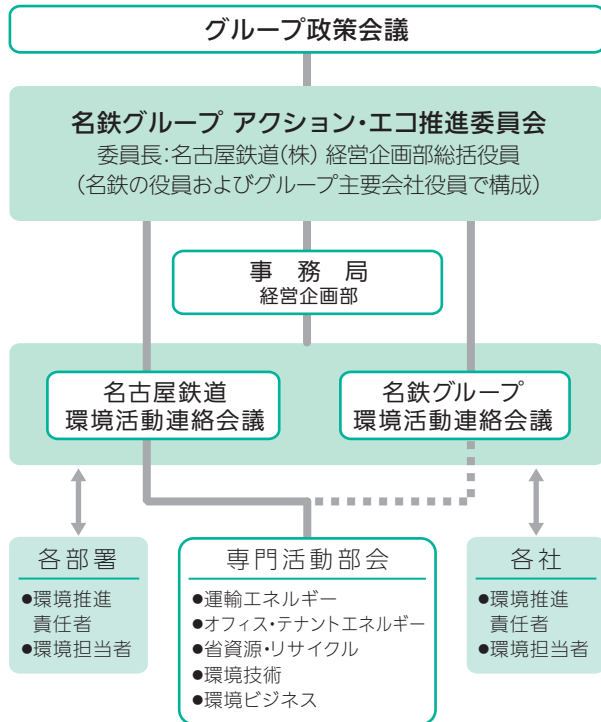 グループ政策会議
名鉄グループ アクション・エコ推進委員会
委員長:名古屋鉄道(株) 経営企画部総括役員
(名鉄の役員およびグループ主要会社役員で構成)
事 務 局
経営企画部
名古屋鉄道
環境活動連絡会議
名鉄グループ
環境活動連絡会議
各部署
●環境推進
責任者
●環境担当者
専門活動部会
●運輸エネルギー
●オフィス・テナントエネルギー
●省資源・リサイクル
●環境技術
●環境ビジネス
各社
●環境推進
責任者
●環境担当者